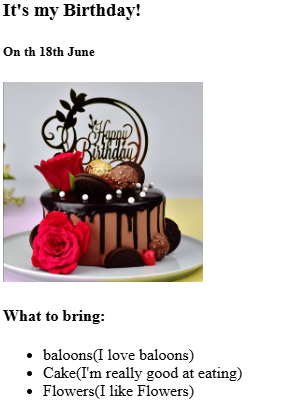 It's my Birthday!
On th 18th June
Happy
Birthday
What to bring:
baloons(I love baloons)
Cake(I'm really good at eating)
Flowers(I like Flowers)